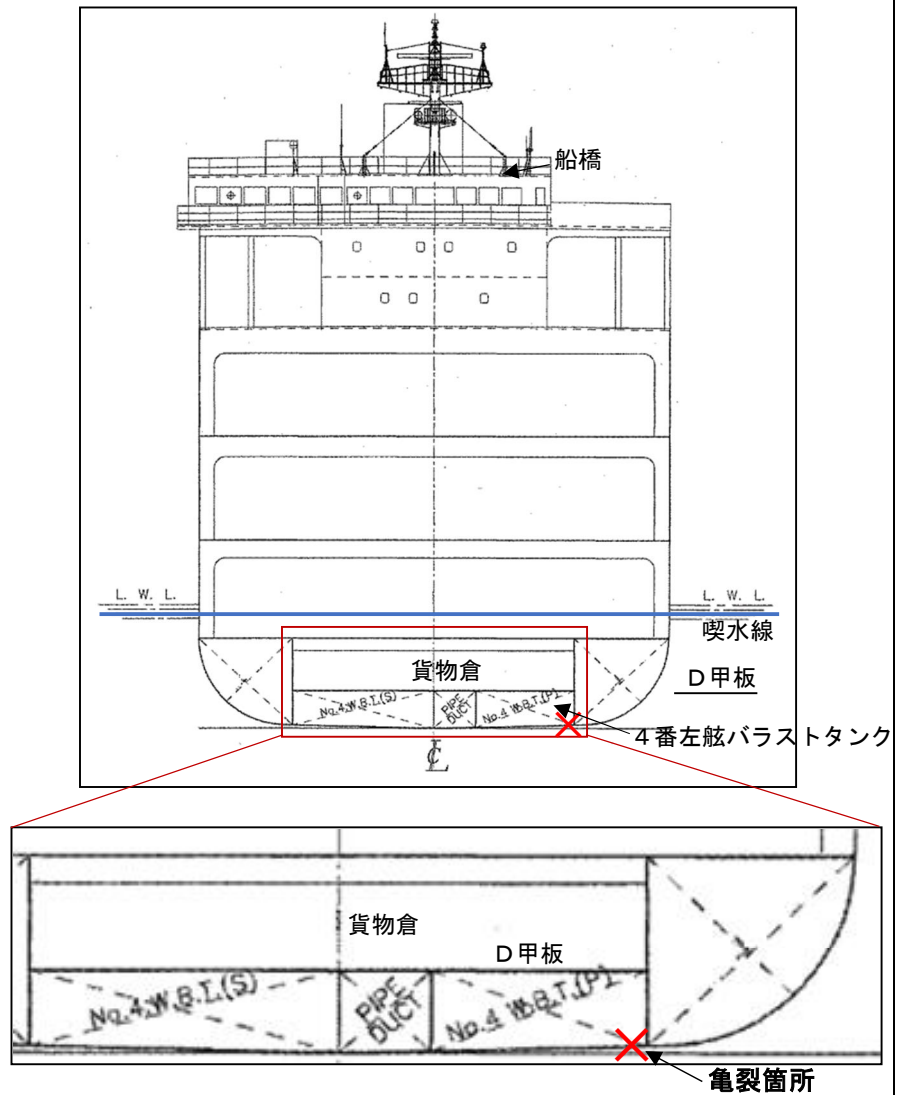 船橋
L. W. L.
L. W. L.
喫水線
貨物倉
D甲板
No.4.W.B.T.(S)
PIPE
DUCT
No.4 W.B.T.(P)
4番左舷バラストタンク
℄
貨物倉
D甲板
No.4.W.B.T.(S)
PIPE
DUCT
No.4 W.B.T.(P)
亀裂箇所